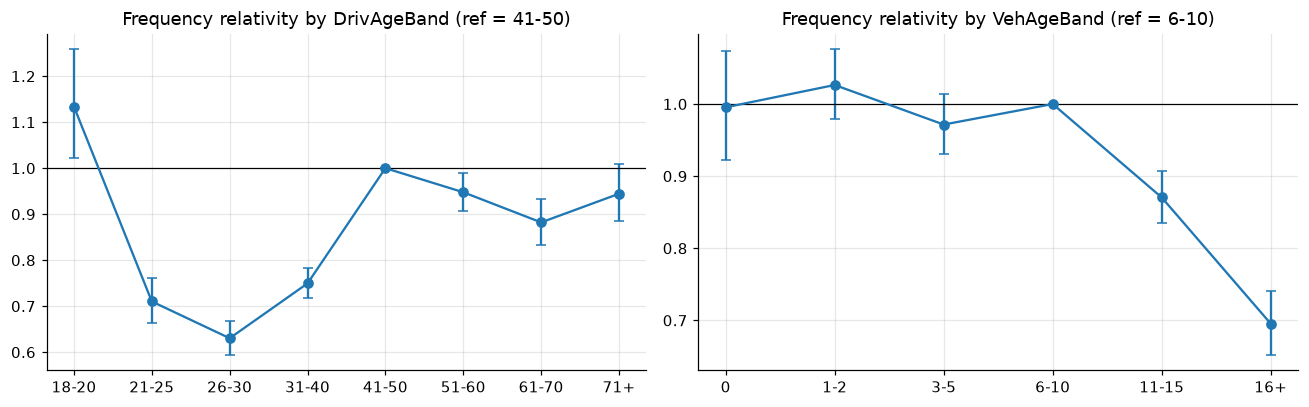 Frequency relativity by DrivAgeBand (ref = 41-50)
1.2
1.1
1.0
0.9
0.8
0.7
0.6
18-20 21-25 26-30 31-40 41-50 51-60 61-70 71+
Frequency relativity by VehAgeBand (ref = 6-10)
1.0
0.9
0.8
0.7
0 1-2 3-5 6-10 11-15 16+